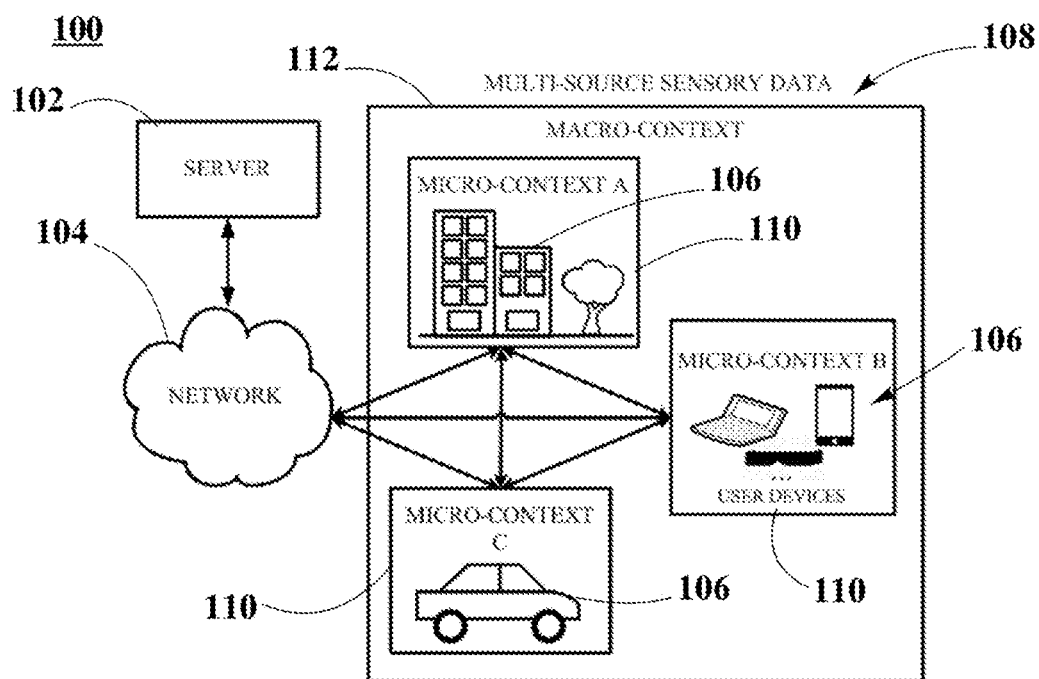 100
108
112
MULTI-SOURCE SENSORY DATA
102
MACRO-CONTEXT
SERVER
MICRO-CONTEXT A
106
104
110
NETWORK
MICRO-CONTEXT B
106
...
USER DEVICES
MICRO-CONTEXT
C
110
106
110